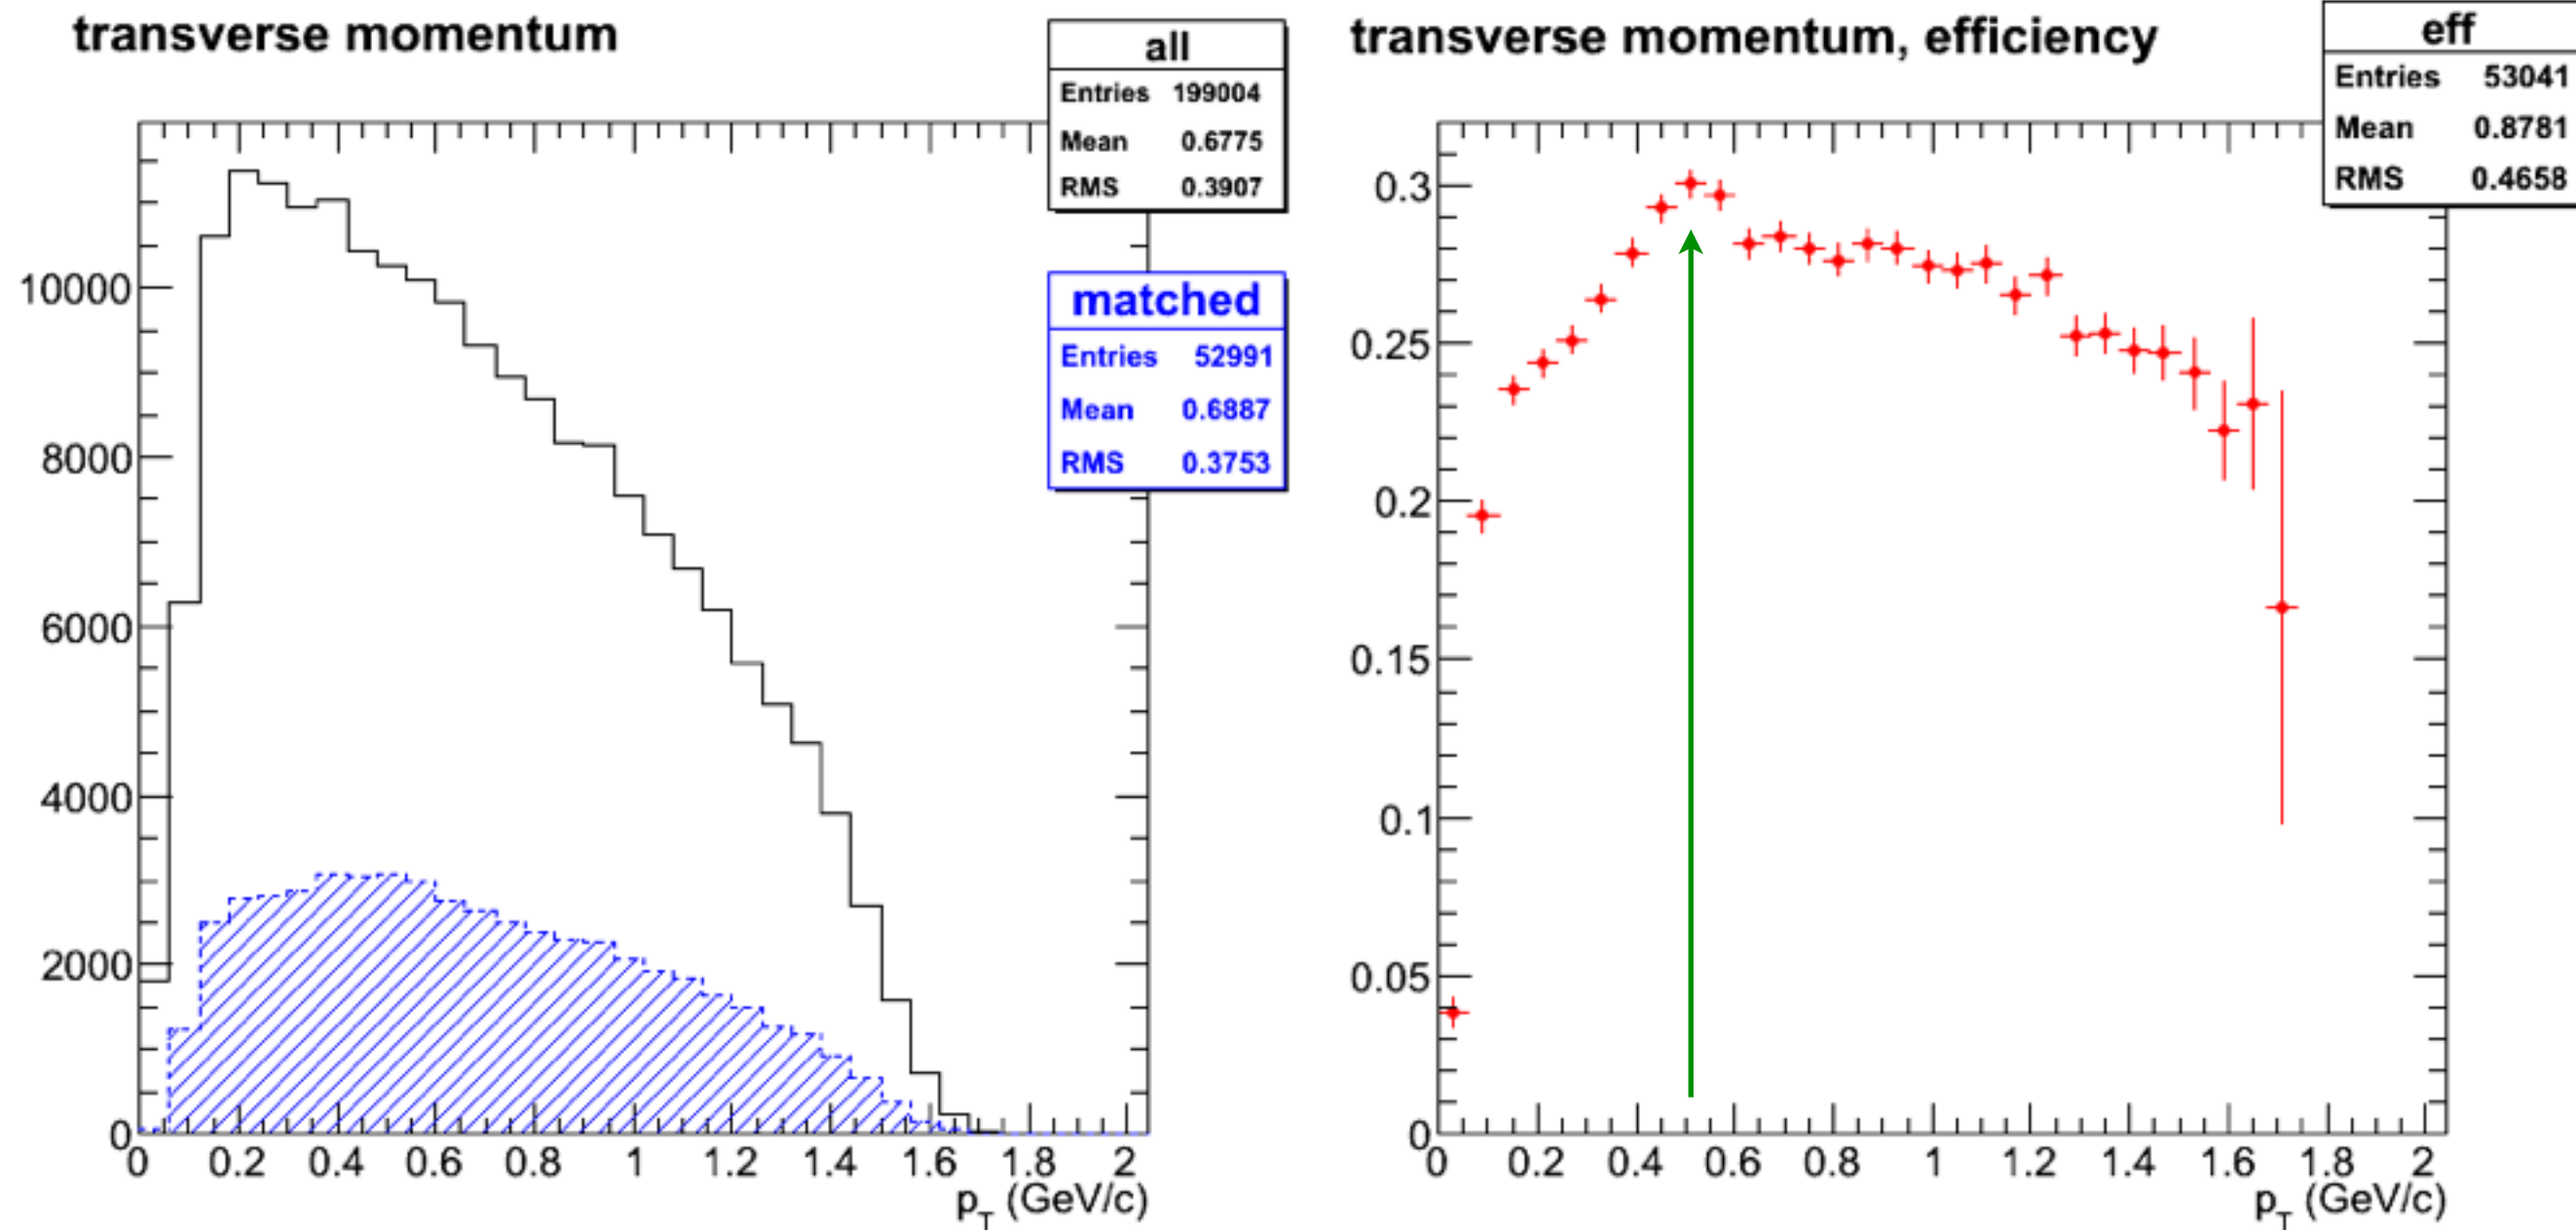 transverse momentum
all
Entries 199004
Mean 0.6775
RMS 0.3907
matched
Entries 52991
Mean 0.6887
RMS 0.3753
10000
8000
6000
4000
2000
0
0 0.2 0.4 0.6 0.8 1 1.2 1.4 1.6 1.8 2
p_T (GeV/c)
transverse momentum, efficiency
eff
Entries 53041
Mean 0.8781
RMS 0.4658
0.3
0.25
0.2
0.15
0.1
0.05
0
0 0.2 0.4 0.6 0.8 1 1.2 1.4 1.6 1.8 2
p_T (GeV/c)